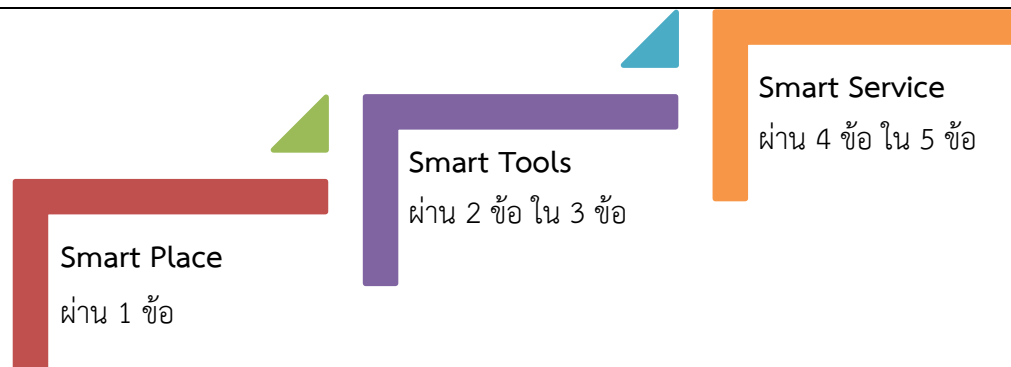 Smart Place
ผ่าน 1 ข้อ
Smart Tools
ผ่าน 2 ข้อ ใน 3 ข้อ
Smart Service
ผ่าน 4 ข้อ ใน 5 ข้อ